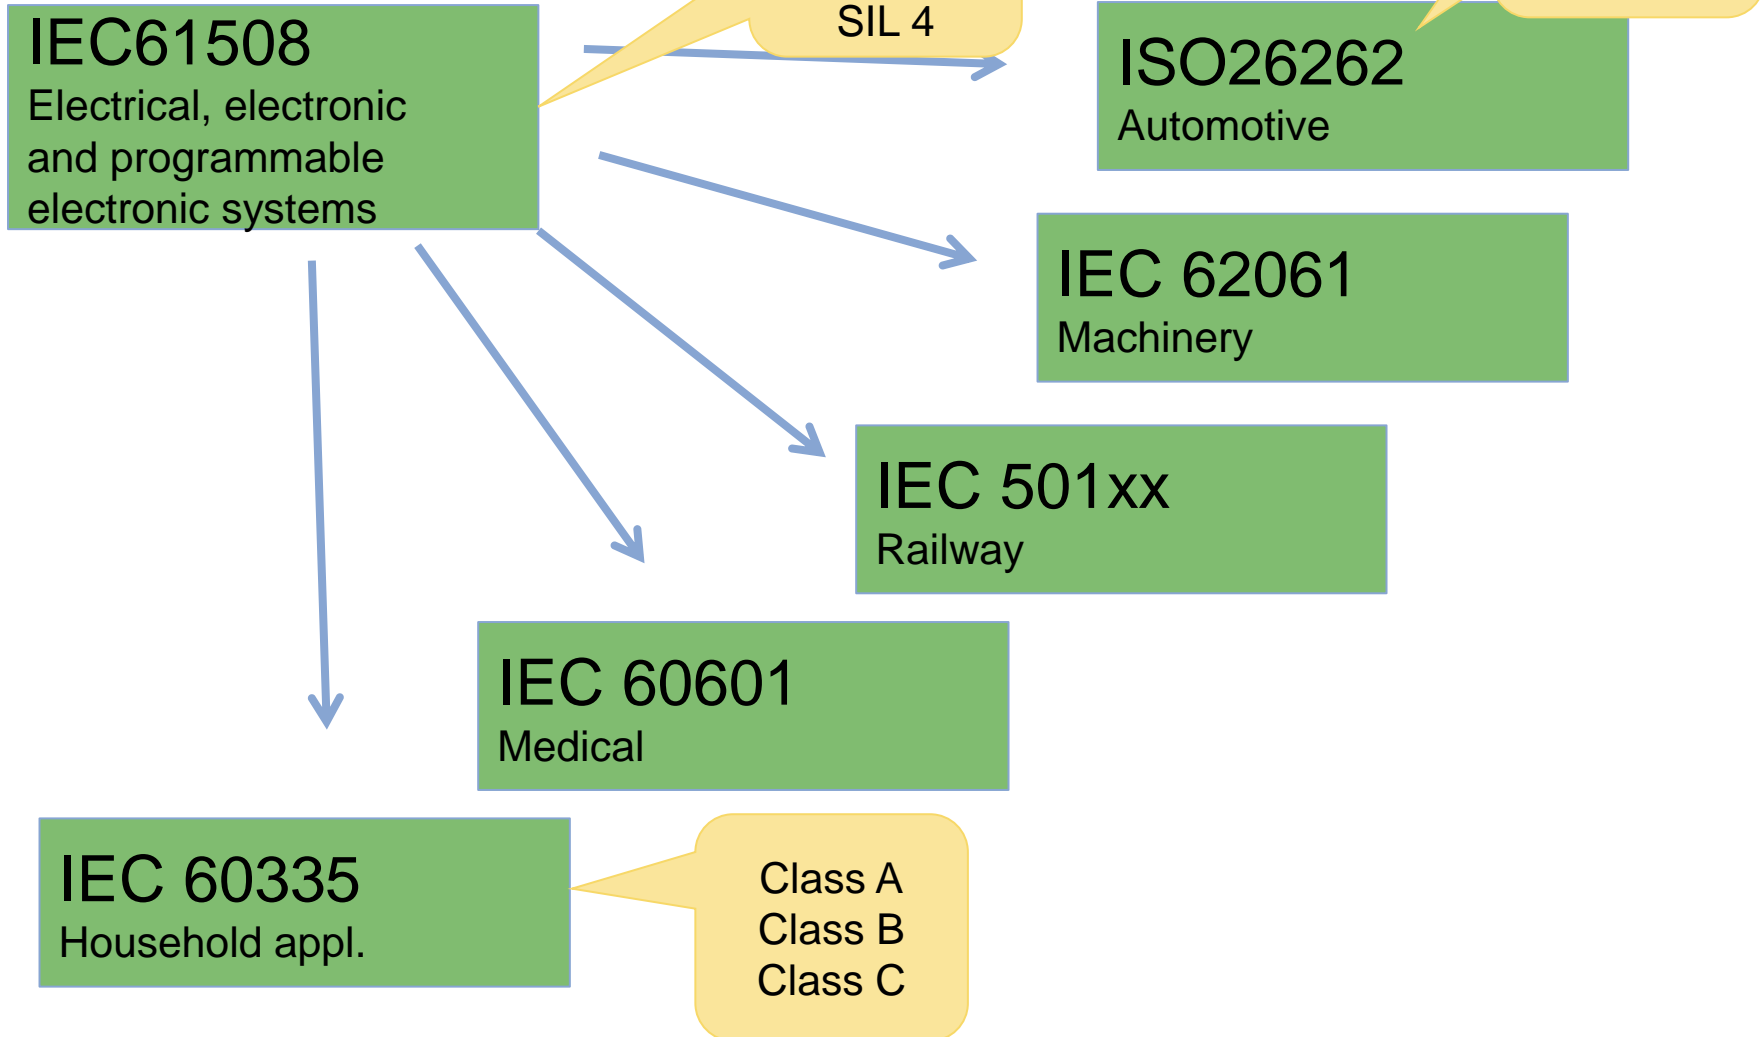 IEC61508
Electrical, electronic
and programmable
electronic systems
SIL 4
ISO26262
Automotive
IEC 62061
Machinery
IEC 501xx
Railway
IEC 60601
Medical
IEC 60335
Household appl.
Class A
Class B
Class C